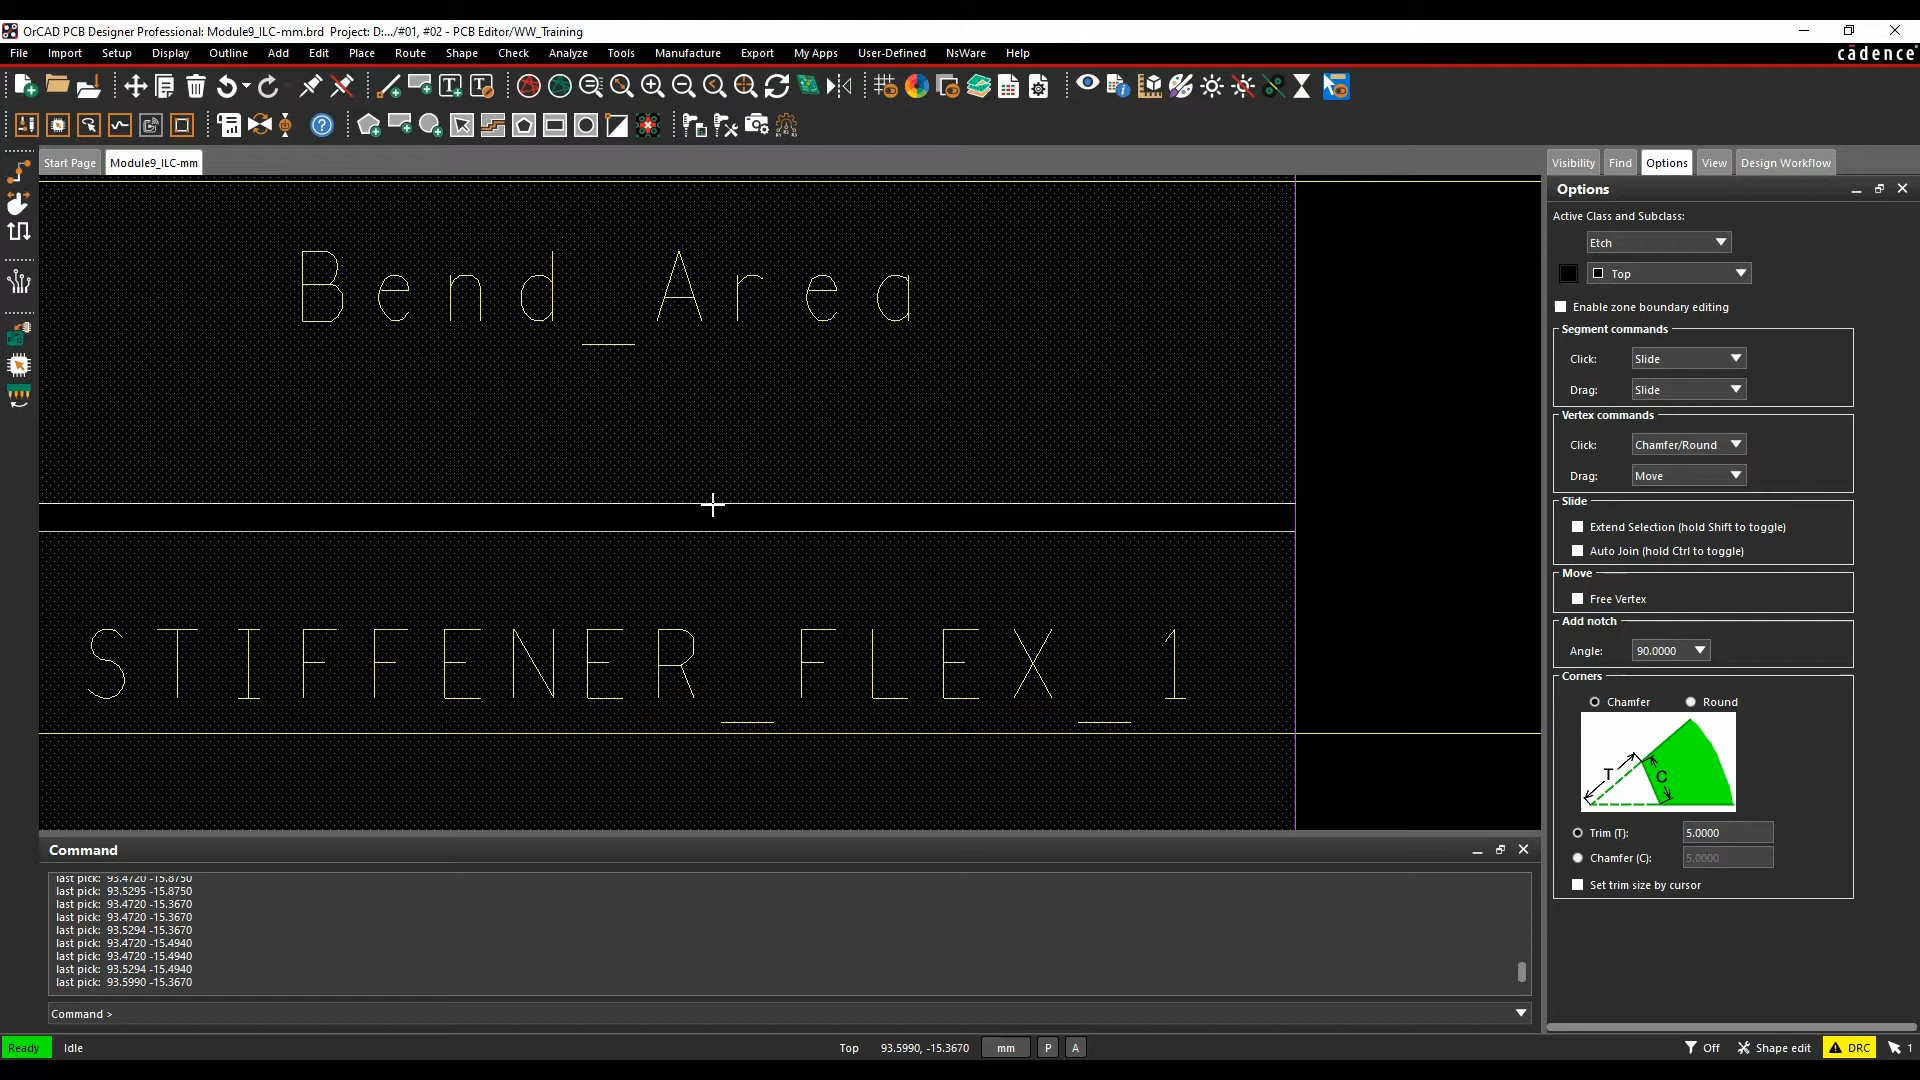 OrCAD PCB Designer Professional: Module9_ILC-mm.brd  Project: D:.../#01, #02 - PCB Editor/WW_Training
File Import Setup Display Outline Add Edit Place Route Shape Check Analyze Tools Manufacture Export My Apps User-Defined NsWare Help
cādence
Start Page Module9_ILC-mm
Visibility Find Options View Design Workflow
Options
Active Class and Subclass:
Etch
Top
Enable zone boundary editing
Segment commands
Click: Slide
Drag: Slide
Vertex commands
Click: Chamfer/Round
Drag: Move
Slide
Extend Selection (hold Shift to toggle)
Auto Join (hold Ctrl to toggle)
Move
Free Vertex
Add notch
Angle: 90.0000
Corners
Chamfer Round
T C
Trim (T): 5.0000
Chamfer (C): 5.0000
Set trim size by cursor
Bend_Area
STIFFENER_FLEX_1
Command
last pick:  93.4720 -15.8750
last pick:  93.5295 -15.8750
last pick:  93.4720 -15.3670
last pick:  93.4720 -15.3670
last pick:  93.5294 -15.3670
last pick:  93.4720 -15.4940
last pick:  93.4720 -15.4940
last pick:  93.5294 -15.4940
last pick:  93.5990 -15.3670
Command >
Ready Idle Top 93.5990, -15.3670 mm P A Off Shape edit DRC 1